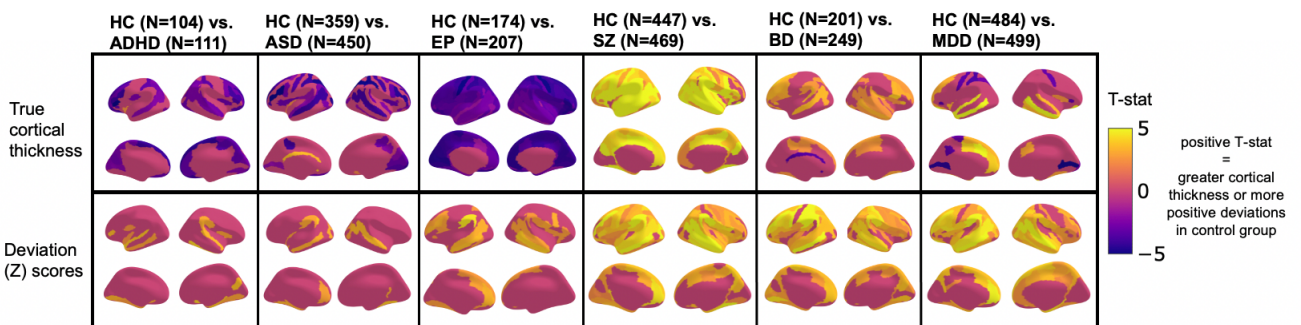 HC (N=104) vs.
ADHD (N=111)
HC (N=359) vs.
ASD (N=450)
HC (N=174) vs.
EP (N=207)
HC (N=447) vs.
SZ (N=469)
HC (N=201) vs.
BD (N=249)
HC (N=484) vs.
MDD (N=499)
True
cortical
thickness
Deviation
(Z) scores
T-stat
5
0
−5
positive T-stat
=
greater cortical
thickness or more
positive deviations
in control group